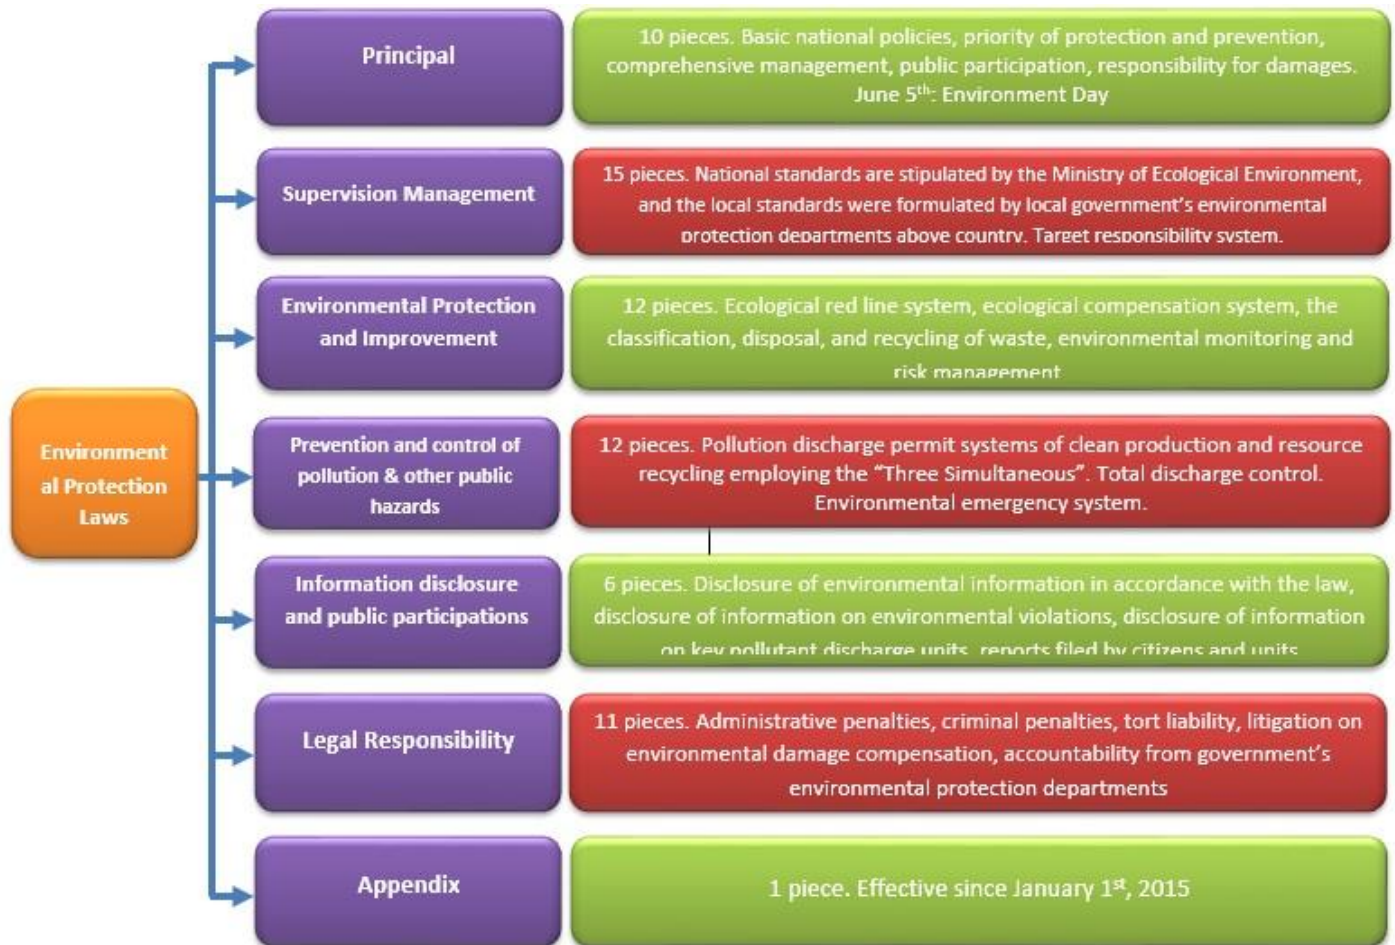 Environment
al Protection
Laws
Principal
10 pieces. Basic national policies, priority of protection and prevention,
comprehensive management, public participation, responsibility for damages.
June 5th: Environment Day
Supervision Management
15 pieces. National standards are stipulated by the Ministry of Ecological Environment,
and the local standards were formulated by local government's environmental
protection departments above country. Target responsibility system.
Environmental Protection
and Improvement
12 pieces. Ecological red line system, ecological compensation system, the
classification, disposal, and recycling of waste, environmental monitoring and
risk management
Prevention and control of
pollution & other public
hazards
12 pieces. Pollution discharge permit systems of clean production and resource
recycling employing the “Three Simultaneous”. Total discharge control.
Environmental emergency system.
Information disclosure
and public participations
6 pieces. Disclosure of environmental information in accordance with the law,
disclosure of information on environmental violations, disclosure of information
on key pollutant discharge units, reports filed by citizens and units
Legal Responsibility
11 pieces. Administrative penalties, criminal penalties, tort liability, litigation on
environmental damage compensation, accountability from government's
environmental protection departments
Appendix
1 piece. Effective since January 1st, 2015